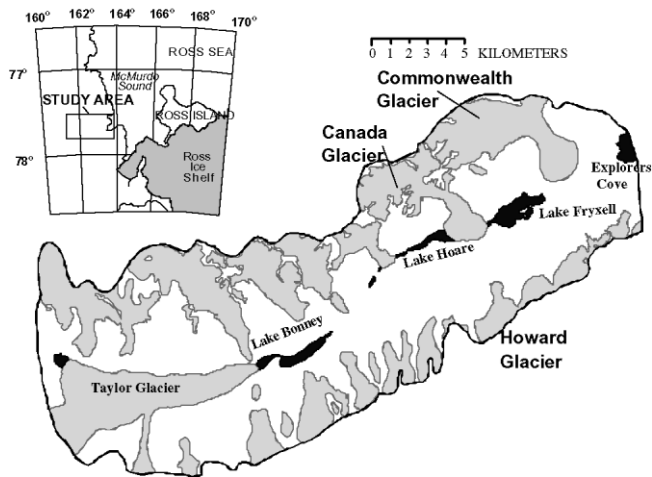 160° 162° 164° 166° 168° 170°
ROSS SEA
77°
McMurdo
Sound
STUDY AREA
ROSS ISLAND
78°
Ross
Ice
Shelf
0 1 2 3 4 5 KILOMETERS
Commonwealth
Glacier
Canada
Glacier
Explorers
Cove
Lake Fryxell
Lake Hoare
Lake Bonney
Howard
Glacier
Taylor Glacier